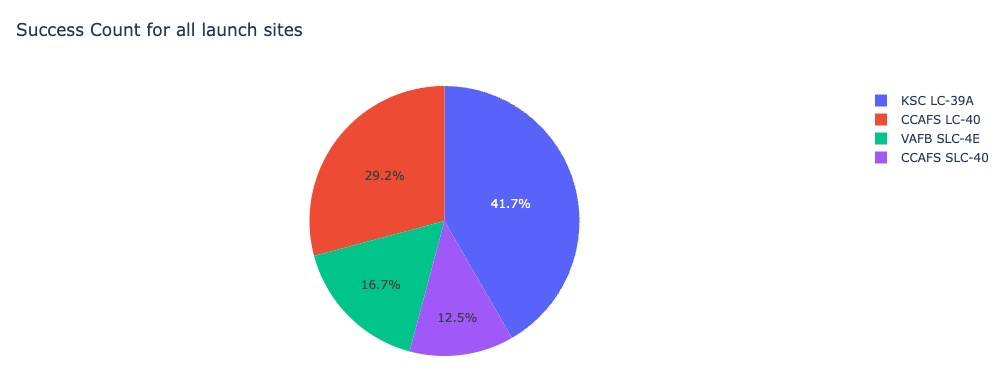 Success Count for all launch sites
KSC LC-39A
CCAFS LC-40
VAFB SLC-4E
CCAFS SLC-40
29.2%
41.7%
16.7%
12.5%